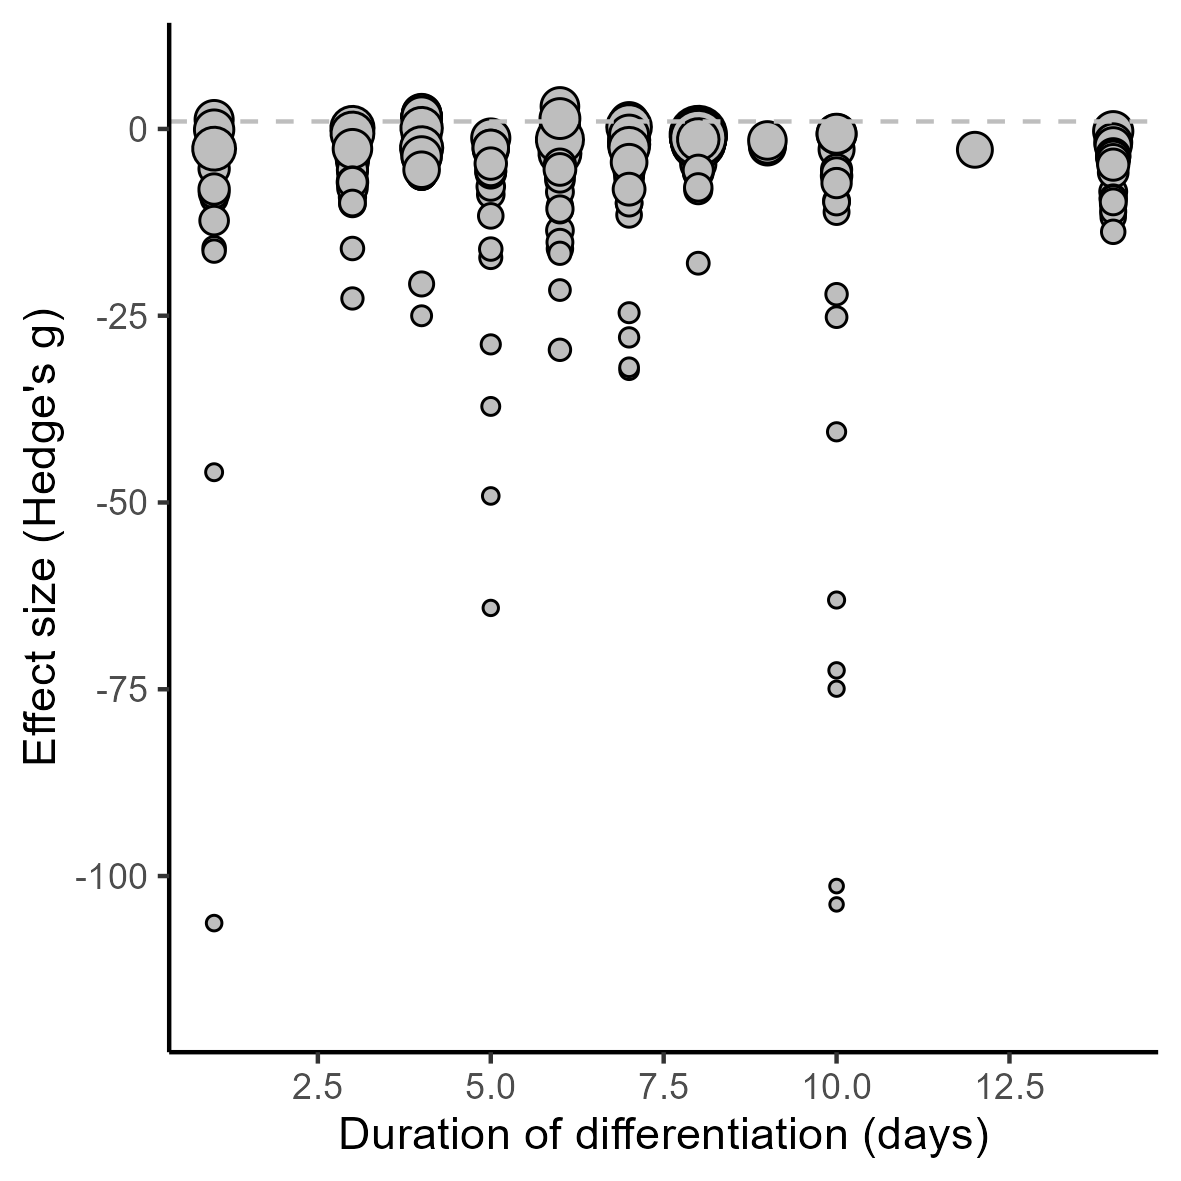 Effect size (Hedge's g)
0
-25
-50
-75
-100
2.5 5.0 7.5 10.0 12.5
Duration of differentiation (days)